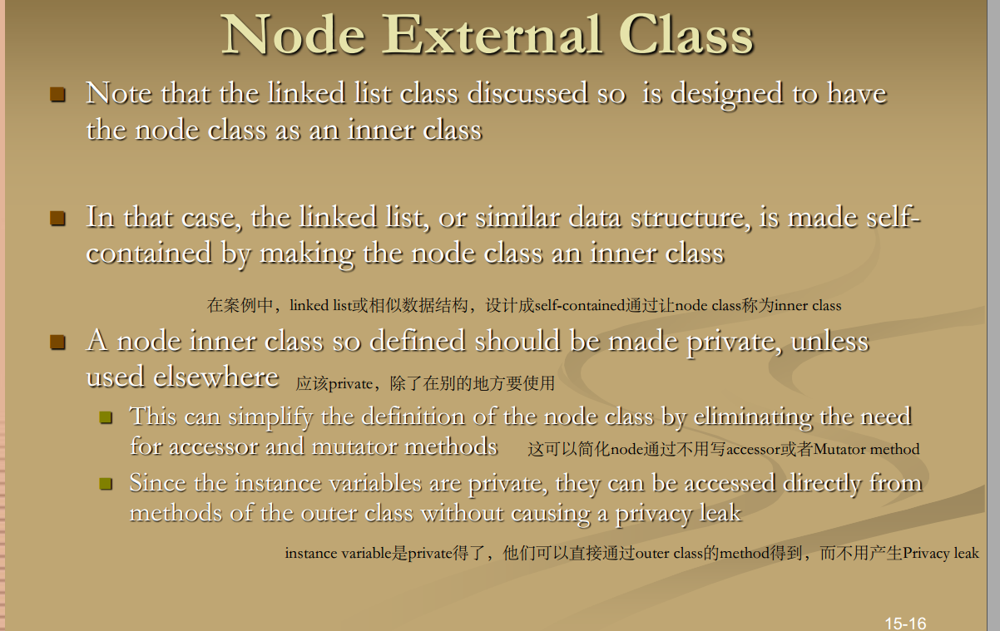 Node External Class
Note that the linked list class discussed so  is designed to have
the node class as an inner class
In that case, the linked list, or similar data structure, is made self-
contained by making the node class an inner class
在案例中，linked list或相似数据结构，设计成self-contained通过让node class称为inner class
A node inner class so defined should be made private, unless
used elsewhere
应该private，除了在别的地方要使用
This can simplify the definition of the node class by eliminating the need
for accessor and mutator methods
这可以简化node通过不用写accessor或者Mutator method
Since the instance variables are private, they can be accessed directly from
methods of the outer class without causing a privacy leak
instance variable是private得了，他们可以直接通过outer class的method得到，而不用产生Privacy leak
15-16